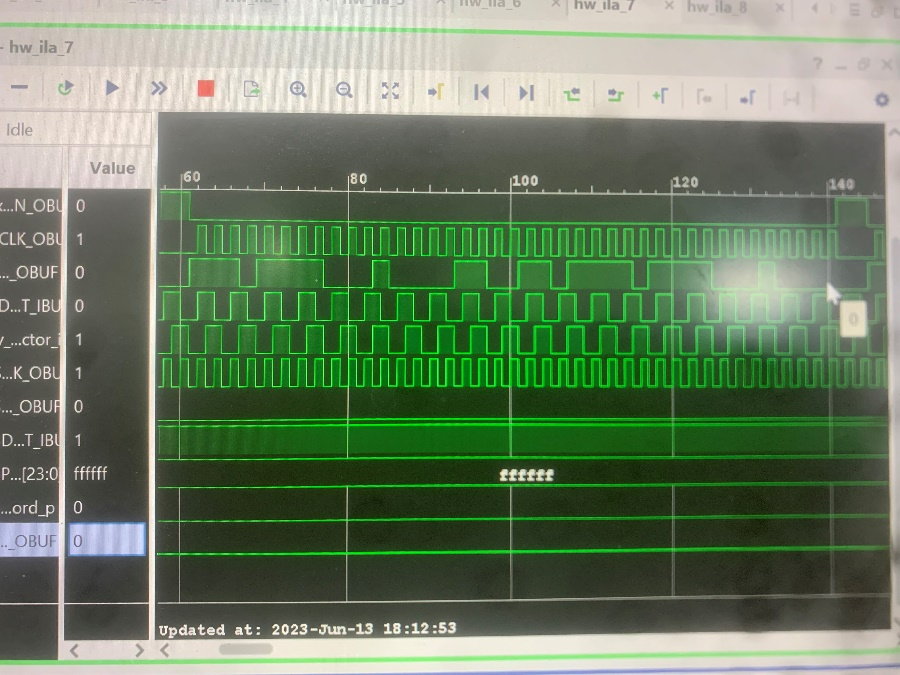 hw_ila_6 hw_ila_7 hw_ila_8
- hw_ila_7
Idle
Value
60 80 100 120 140
...N_OBU 0
CLK_OBU 1
..._OBUF 0
D...T_IBU 0
...ctor_i 1
...K_OBU 1
..._OBUF 0
D...T_IBU 1
P...[23:0 ffffff
ffffff
...ord_p 0
..._OBUF 0
0
Updated at: 2023-Jun-13 18:12:53